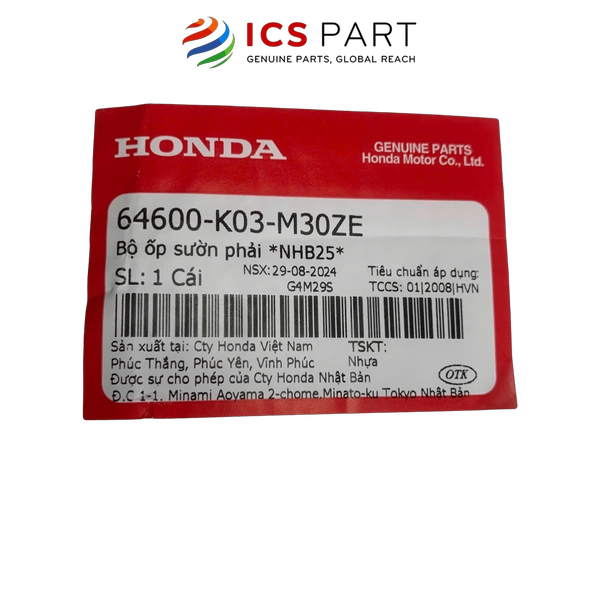 ICS PART
GENUINE PARTS, GLOBAL REACH
HONDA
GENUINE PARTS
Honda Motor Co., Ltd.
64600-K03-M30ZE
Bộ ốp sườn phải *NHB25*
SL: 1 Cái
NSX: 29-08-2024
G4M29S
Tiêu chuẩn áp dụng:
TCCS: 01|2008|HVN
Sản xuất tại: Cty Honda Việt Nam
Phúc Thắng, Phúc Yên, Vĩnh Phúc
Được sự cho phép của Cty Honda Nhật Bản
Đ.C 1-1, Minami Aoyama 2-chome,Minato-ku Tokyo Nhật Bản
TSKT:
Nhựa
OTK